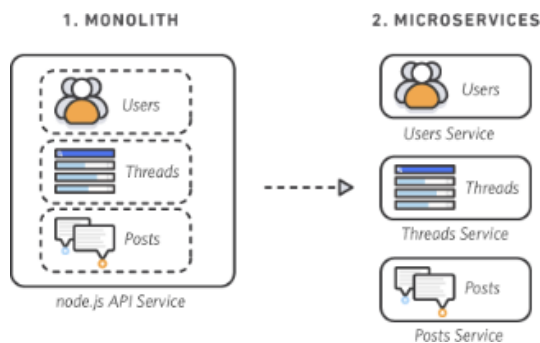 1. MONOLITH
Users
Threads
Posts
node.js API Service
2. MICROSERVICES
Users
Users Service
Threads
Threads Service
Posts
Posts Service